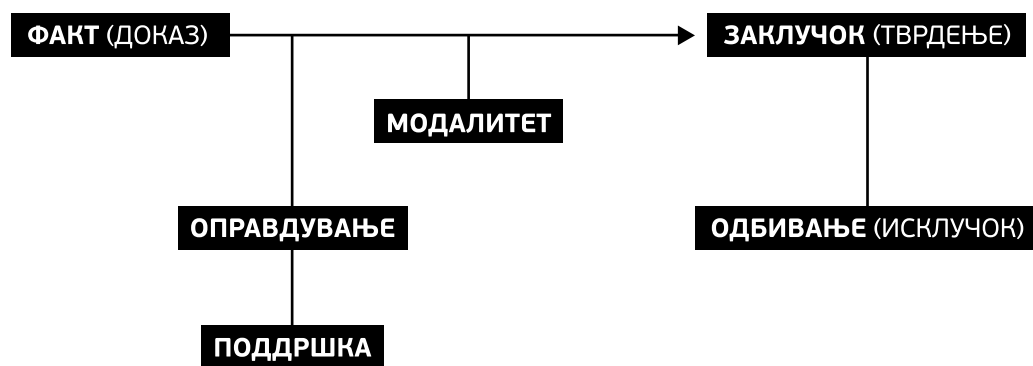 ФАКТ (ДОКАЗ)
ЗАКЛУЧОК (ТВРДЕЊЕ)
МОДАЛИТЕТ
ОПРАВДУВАЊЕ
ОДБИВАЊЕ (ИСКЛУЧОК)
ПОДДРШКА